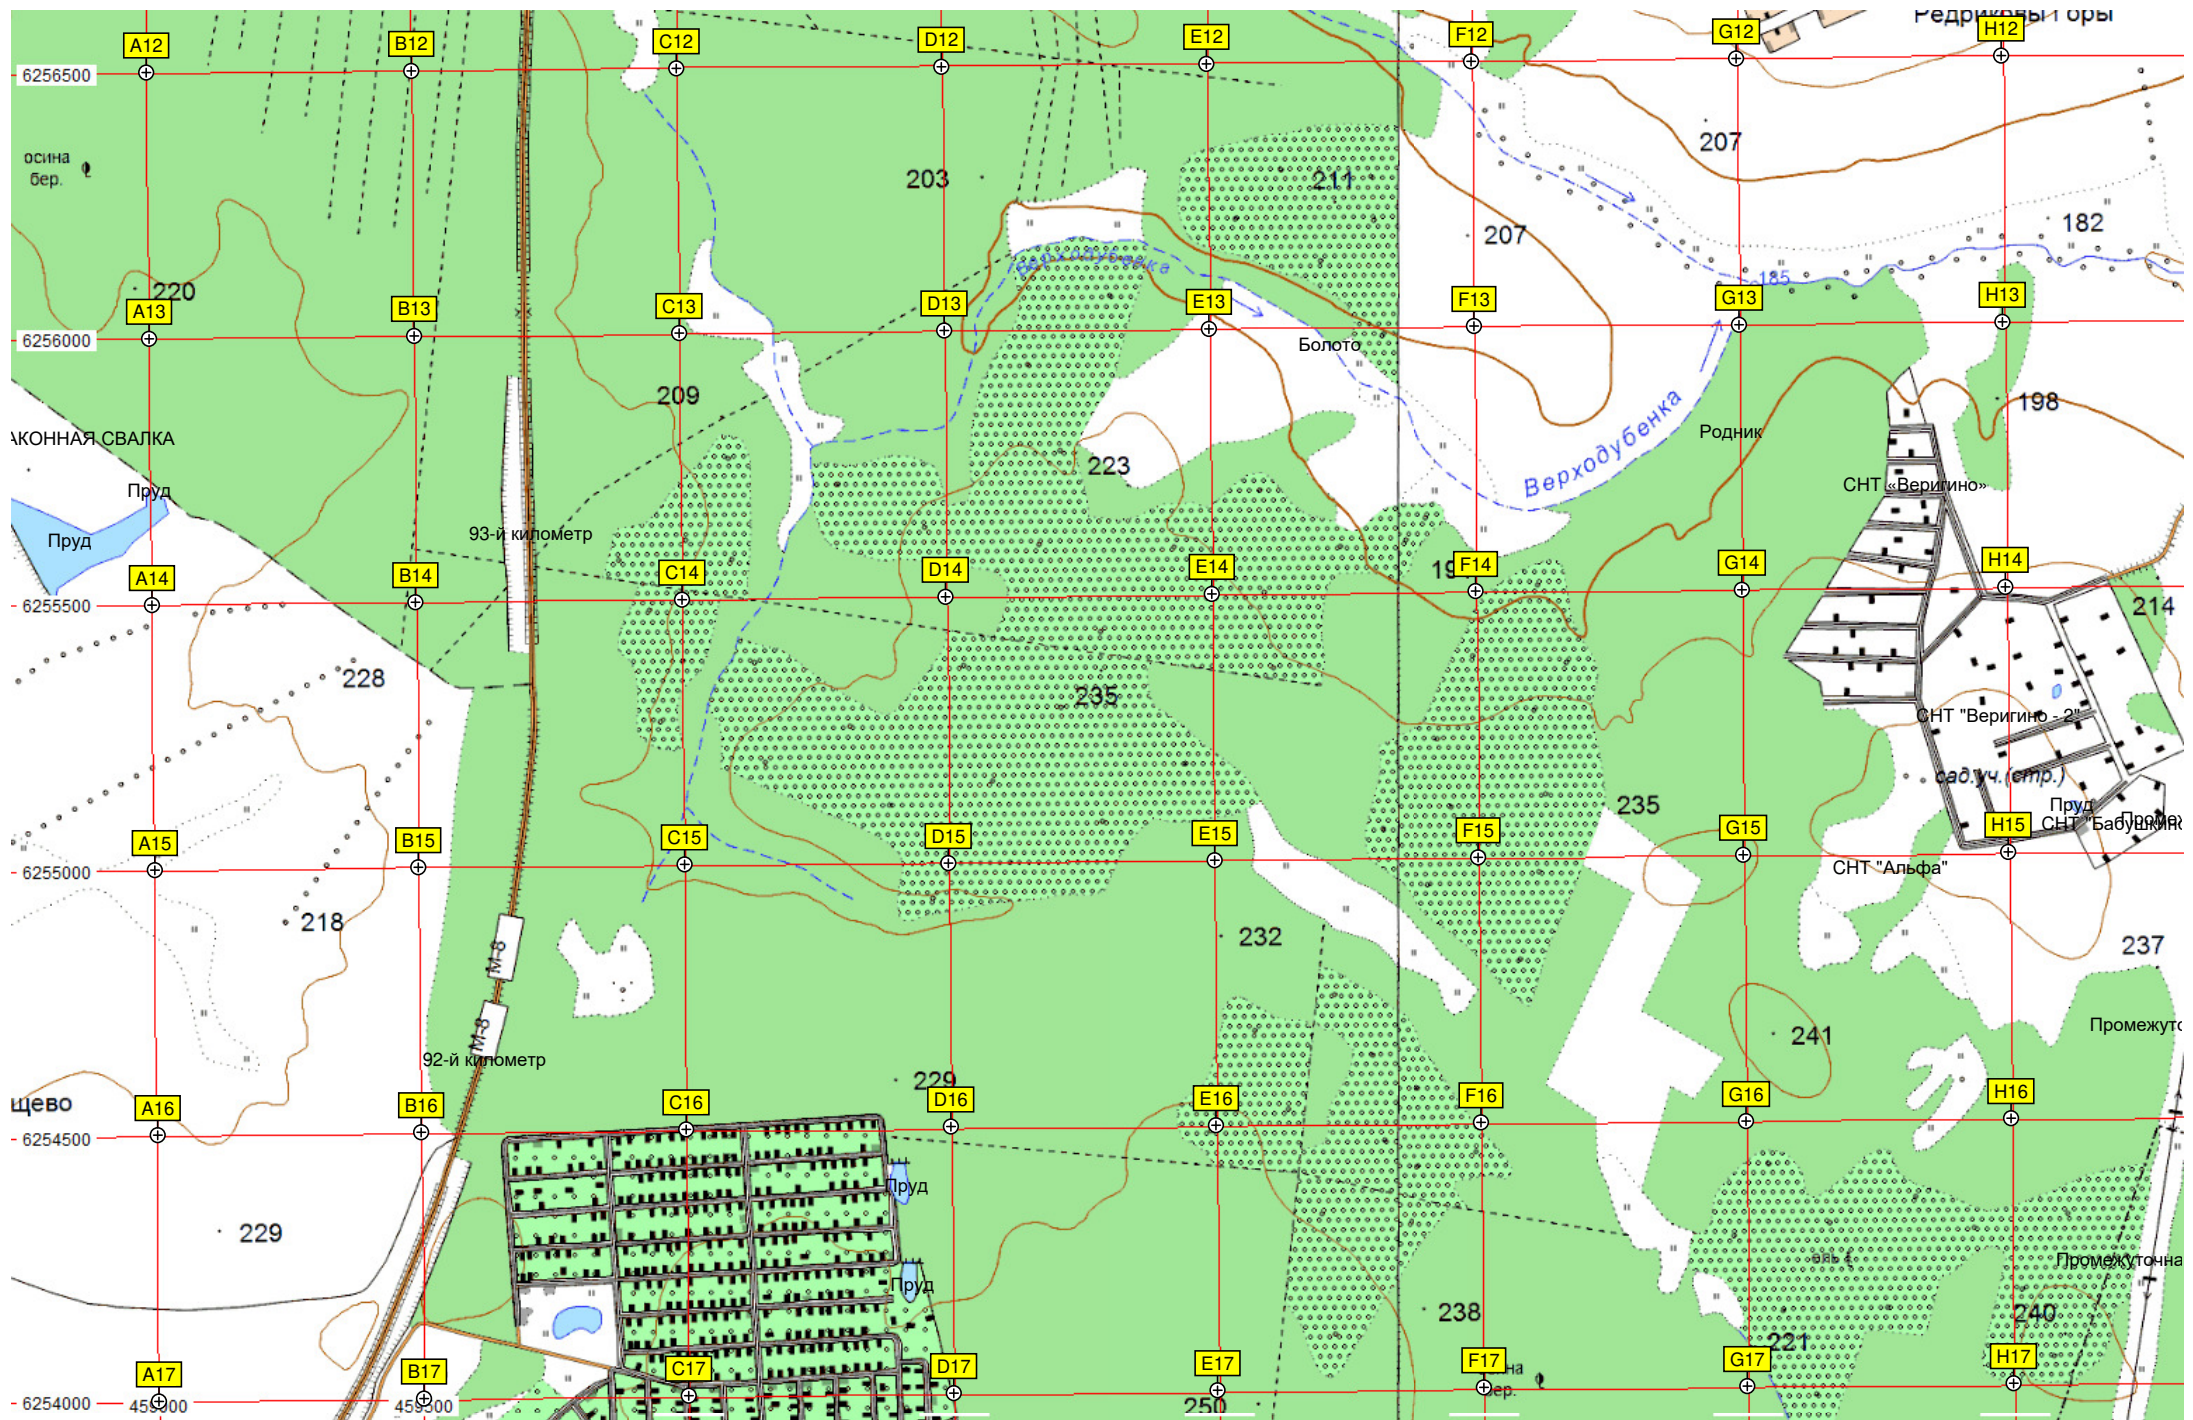 Редриковы Горы
A12
B12
C12
D12
E12
F12
G12
H12
6256500
осина
бер.
203
211
207
207
182
Верходубенка
185
220
A13
B13
C13
D13
E13
F13
G13
H13
6256000
Болото
209
198
АКОННАЯ СВАЛКА
Верходубенка
Родник
223
СНТ «Веригино»
Пруд
Пруд
93-й километр
A14
B14
C14
D14
E14
F14
G14
H14
6255500
214
228
235
СНТ "Веригино - 2"
сад.уч.(стр.)
235
Пруд
A15
B15
C15
D15
E15
F15
G15
H15
6255000
СНТ "Альфа"
218
232
237
М-8
М-8
Промежуто
241
92-й километр
229
щево
A16
B16
C16
D16
E16
F16
G16
H16
6254500
Пруд
229
Пруд
Промежуточна
238
240
221
A17
B17
C17
D17
E17
F17
G17
H17
бер.
6254000
250